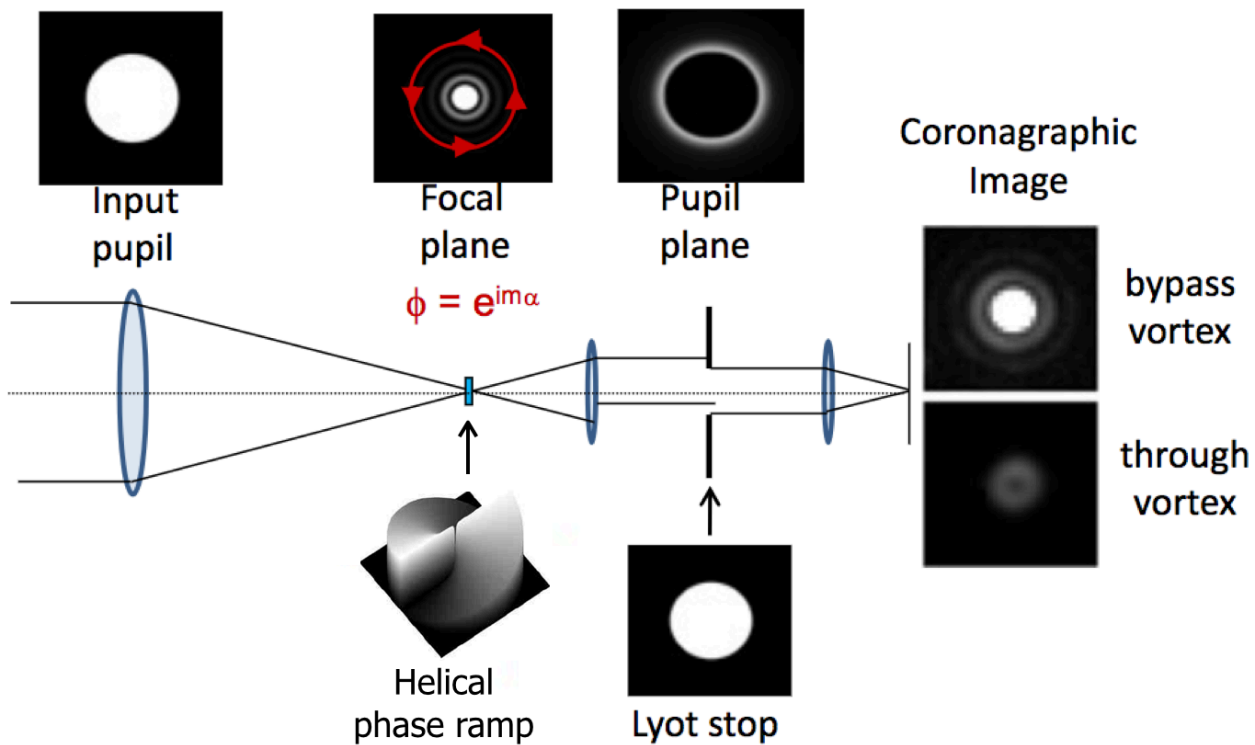 Input
pupil
Focal
plane
ϕ = e^imα
Pupil
plane
Coronagraphic
Image
bypass
vortex
through
vortex
Helical
phase ramp
Lyot stop